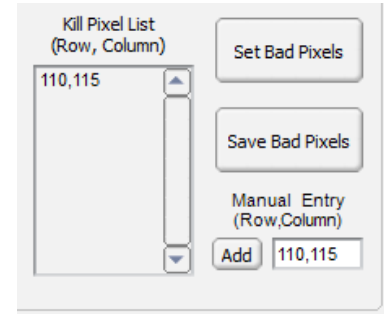 Kill Pixel List
(Row, Column)
110,115
Set Bad Pixels
Save Bad Pixels
Manual Entry
(Row,Column)
Add
110,115